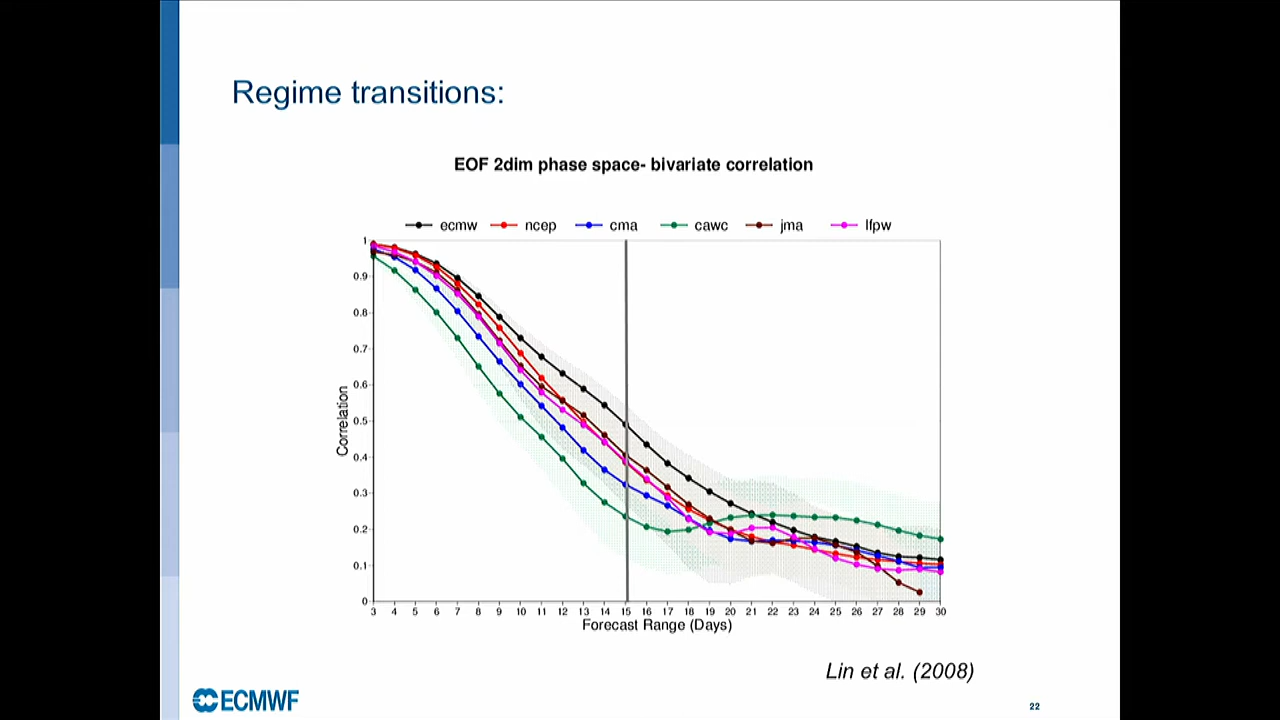 Regime transitions:
EOF 2dim phase space- bivariate correlation
ecmw ncep cma cawc jma lfpw
1
0.9
0.8
0.7
0.6
0.5
0.4
0.3
0.2
0.1
0
Correlation
3 4 5 6 7 8 9 10 11 12 13 14 15 16 17 18 19 20 21 22 23 24 25 26 27 28 29 30
Forecast Range (Days)
Lin et al. (2008)
ECMWF
22